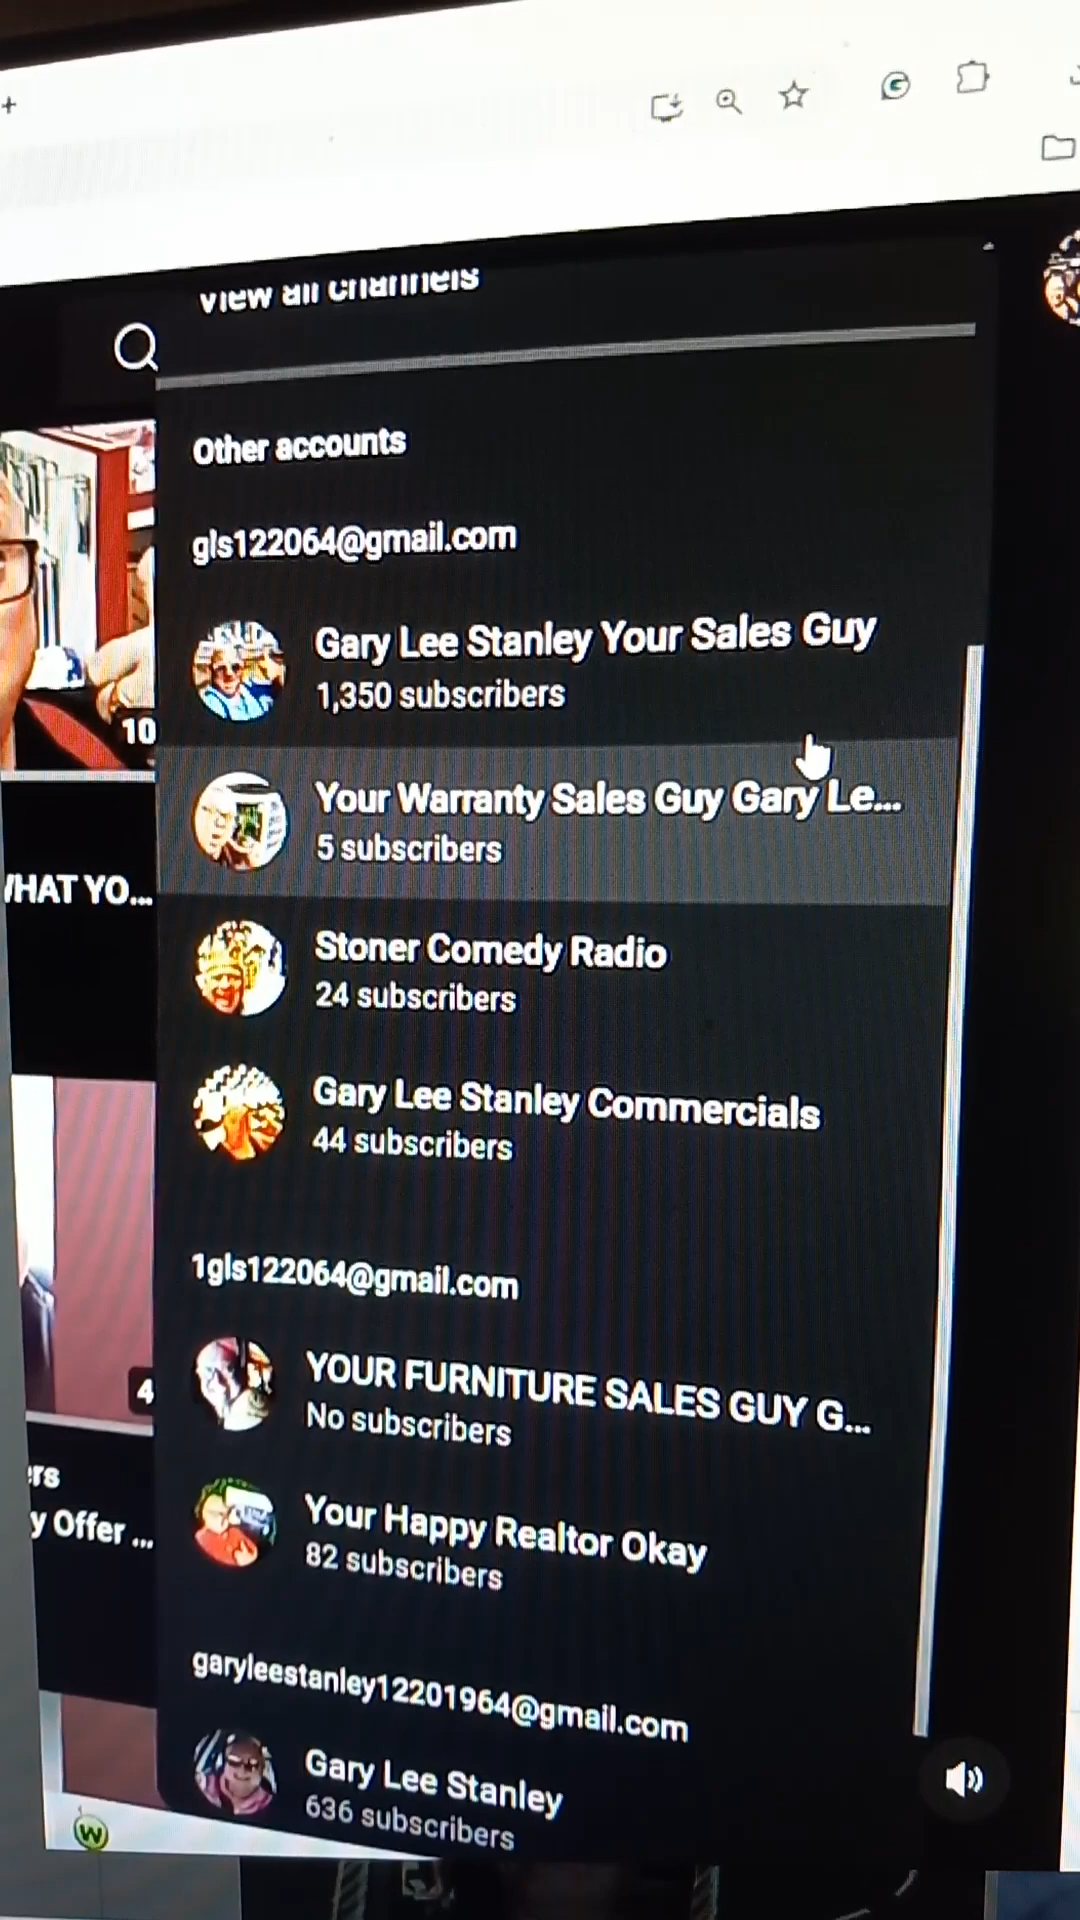 View all channels
Other accounts
gls122064@gmail.com
Gary Lee Stanley Your Sales Guy
1,350 subscribers
10
Your Warranty Sales Guy Gary Le...
5 subscribers
WHAT YO...
Stoner Comedy Radio
24 subscribers
Gary Lee Stanley Commercials
44 subscribers
1gls122064@gmail.com
YOUR FURNITURE SALES GUY G...
No subscribers
4
ers
Your Happy Realtor Okay
82 subscribers
y Offer ...
garyleestanley12201964@gmail.com
Gary Lee Stanley
636 subscribers
W